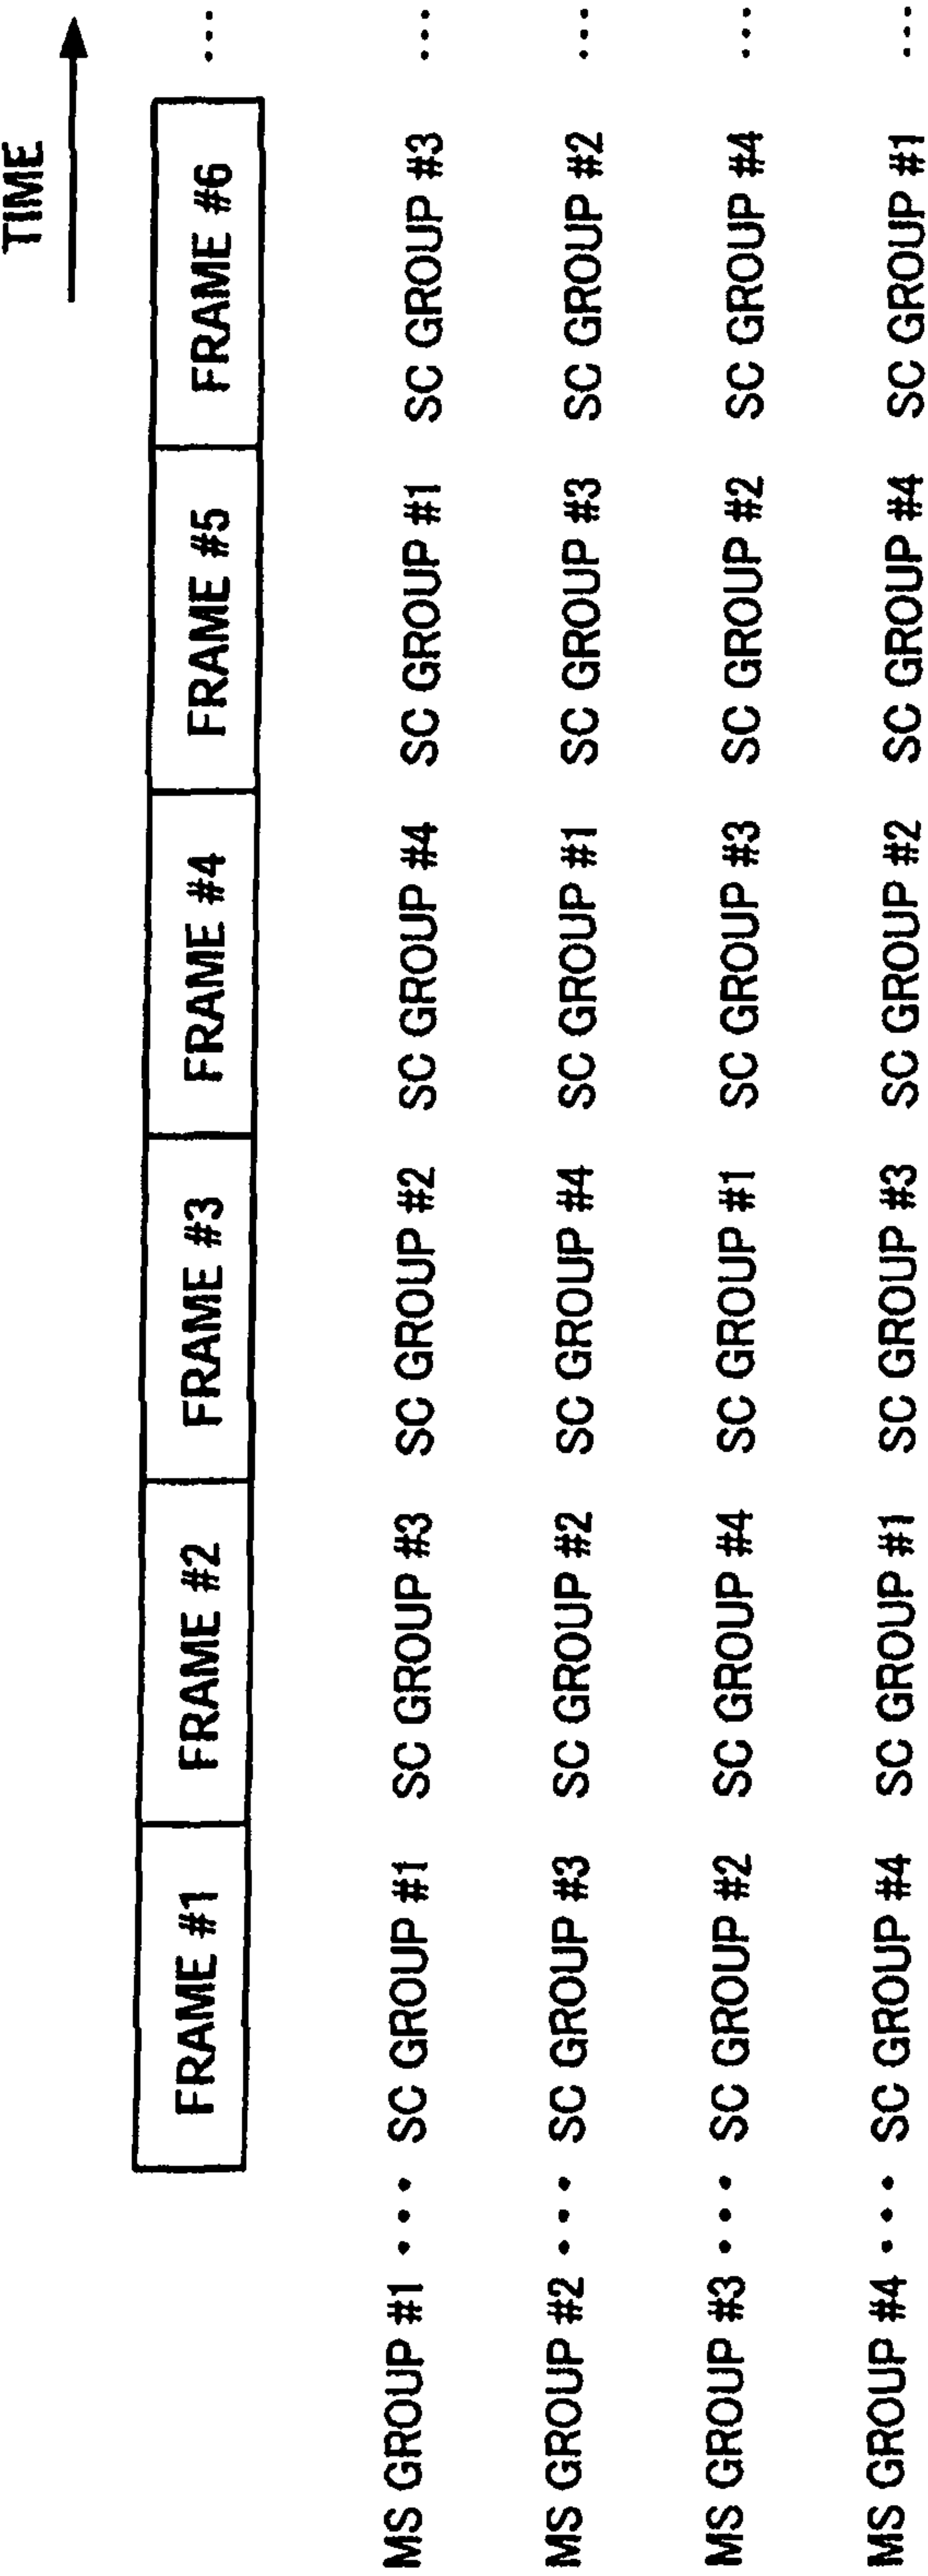 TIME
FRAME #1 FRAME #2 FRAME #3 FRAME #4 FRAME #5 FRAME #6 ...
MS GROUP #1 ... SC GROUP #1 SC GROUP #3 SC GROUP #2 SC GROUP #4 SC GROUP #1 SC GROUP #3 ...
MS GROUP #2 ... SC GROUP #3 SC GROUP #2 SC GROUP #4 SC GROUP #1 SC GROUP #3 SC GROUP #2 ...
MS GROUP #3 ... SC GROUP #2 SC GROUP #4 SC GROUP #1 SC GROUP #3 SC GROUP #2 SC GROUP #4 ...
MS GROUP #4 ... SC GROUP #4 SC GROUP #1 SC GROUP #3 SC GROUP #2 SC GROUP #4 SC GROUP #1 ...